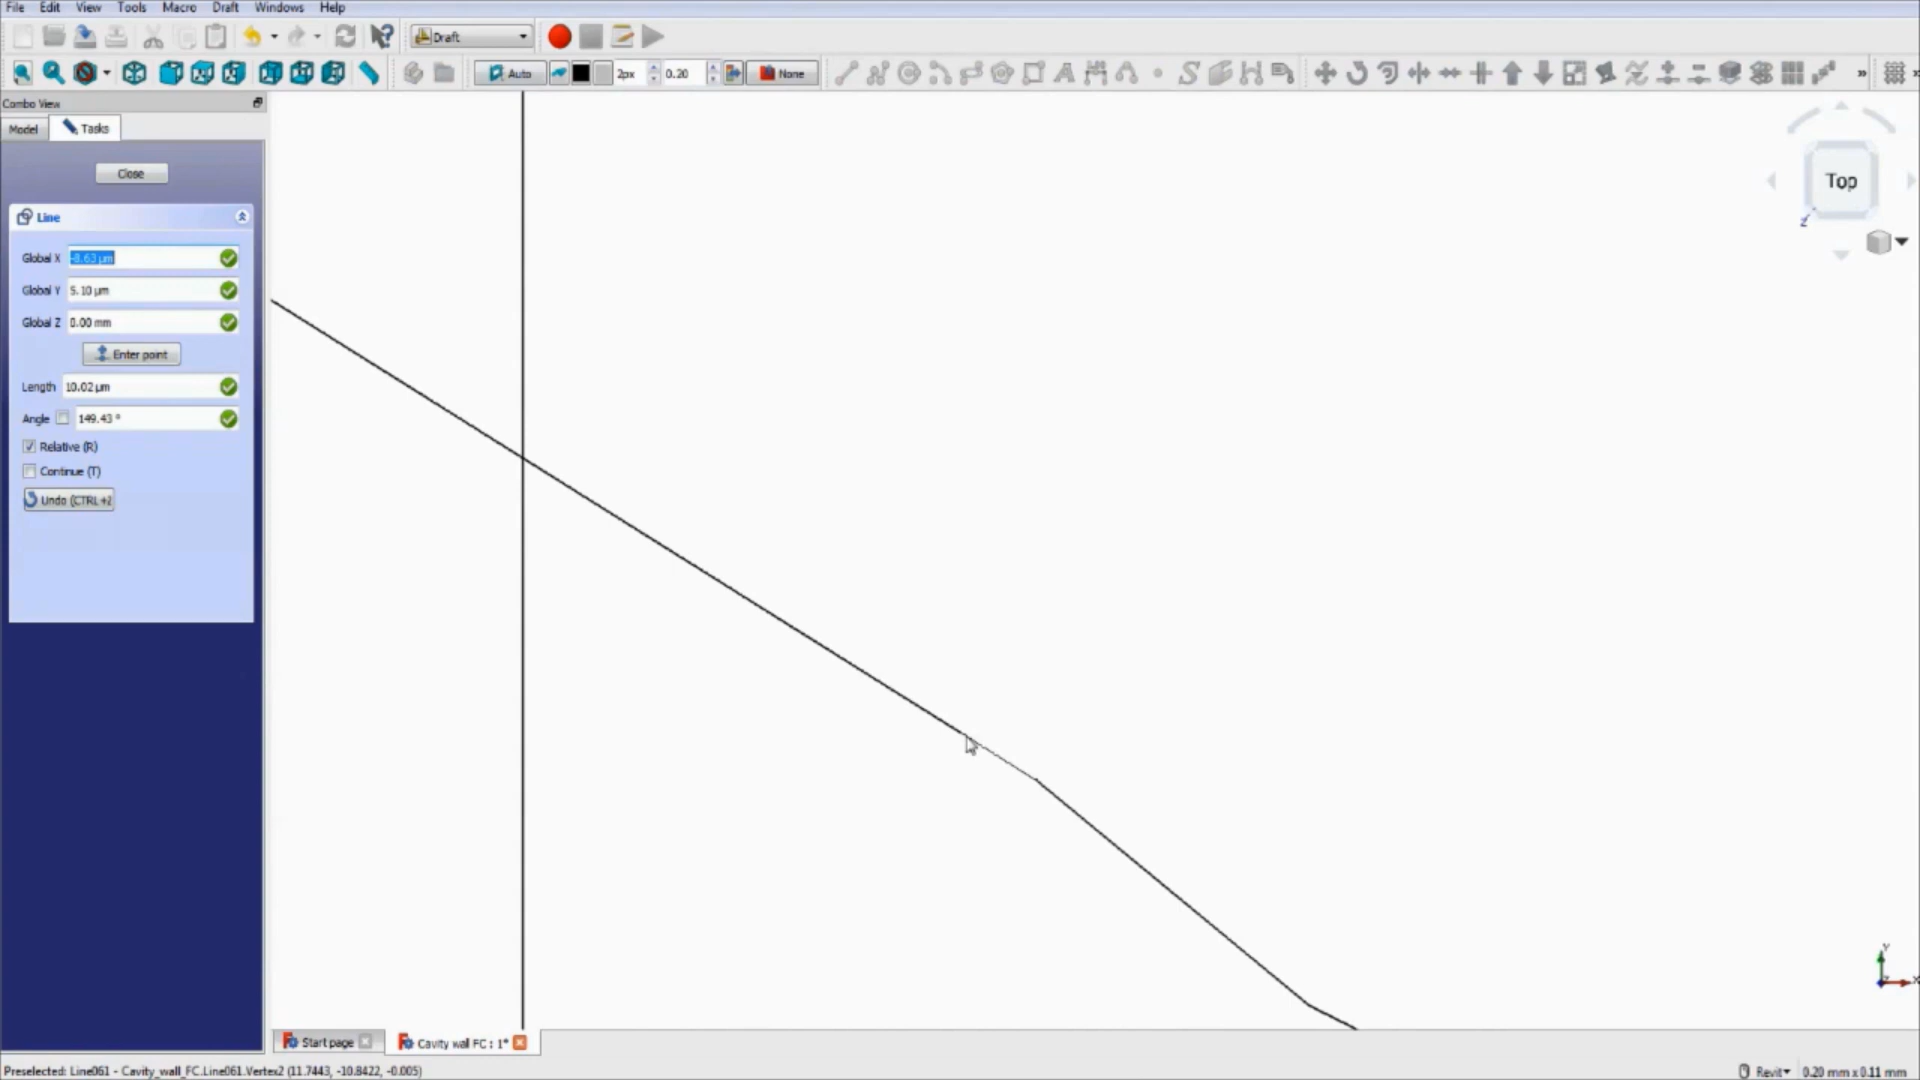 File Edit View Tools Macro Draft Windows Help
Draft
Auto 2px 0.20 None
Combo View
Model Tasks
Close
Line
Global X -8.63 µm
Global Y 5.10 µm
Global Z 0.00 mm
Enter point
Length 10.02 µm
Angle 149.43 °
Relative (R)
Continue (T)
Undo (CTRL+Z
Top
Z
Y
X
Start page Cavity wall FC : 1*
Preselected: Line061 - Cavity_wall_FC.Line061.Vertex2 (11.7443, -10.8422, -0.005)
Revit 0.20 mm x 0.11 mm